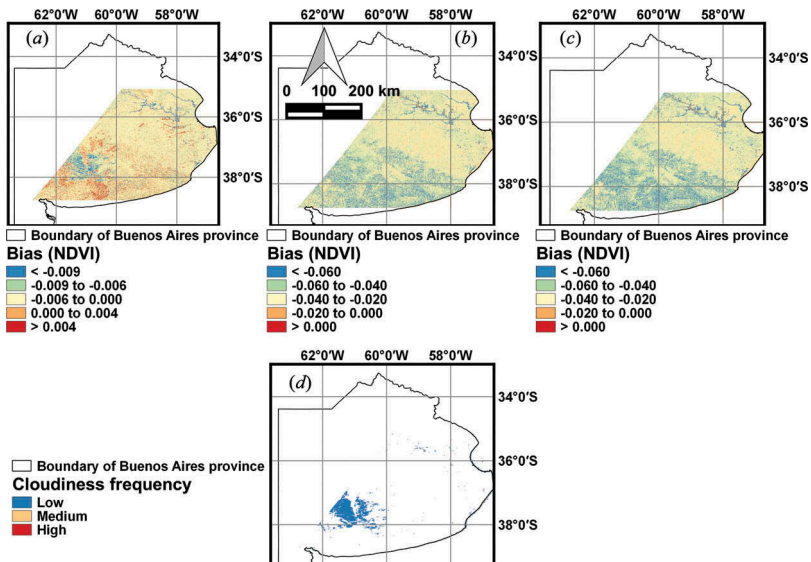 62°0'W 60°0'W 58°0'W
62°0'W 60°0'W 58°0'W
62°0'W 60°0'W 58°0'W
(a)
(b)
(c)
34°0'S
34°0'S
34°0'S
0 100 200 km
36°0'S
36°0'S
36°0'S
38°0'S
38°0'S
38°0'S
Boundary of Buenos Aires province
Bias (NDVI)
< -0.009
-0.009 to -0.006
-0.006 to 0.000
0.000 to 0.004
> 0.004
Boundary of Buenos Aires province
Bias (NDVI)
< -0.060
-0.060 to -0.040
-0.040 to -0.020
-0.020 to 0.000
> 0.000
Boundary of Buenos Aires province
Bias (NDVI)
< -0.060
-0.060 to -0.040
-0.040 to -0.020
-0.020 to 0.000
> 0.000
62°0'W 60°0'W 58°0'W
(d)
34°0'S
36°0'S
38°0'S
Boundary of Buenos Aires province
Cloudiness frequency
Low
Medium
High